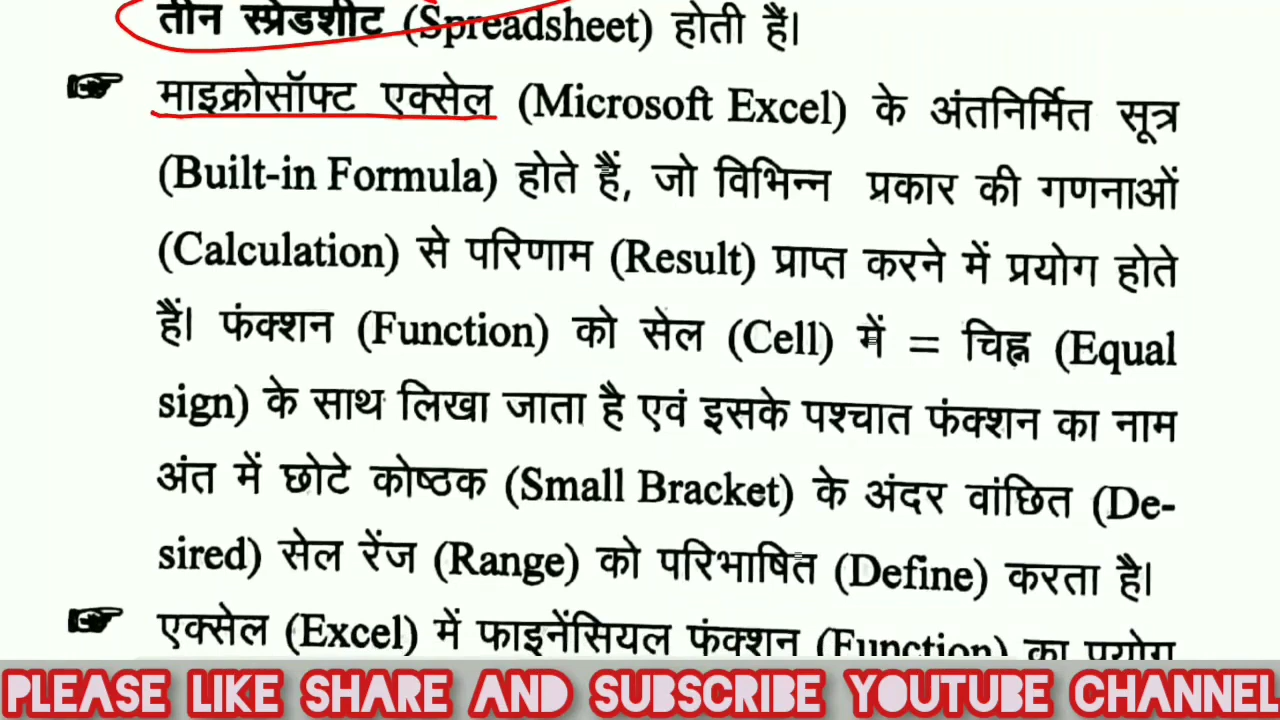 तीन स्प्रेडशीट (Spreadsheet) होती हैं।
माइक्रोसॉफ्ट एक्सेल (Microsoft Excel) के अंतनिर्मित सूत्र
(Built-in Formula) होते हैं, जो विभिन्न प्रकार की गणनाओं
(Calculation) से परिणाम (Result) प्राप्त करने में प्रयोग होते
हैं। फंक्शन (Function) को सेल (Cell) में = चिह्न (Equal
sign) के साथ लिखा जाता है एवं इसके पश्चात फंक्शन का नाम
अंत में छोटे कोष्ठक (Small Bracket) के अंदर वांछित (De-
sired) सेल रेंज (Range) को परिभाषित (Define) करता है।
एक्सेल (Excel) में फाइनेंसियल फंक्शन (Function) का प्रयोग
PLEASE LIKE SHARE AND SUBSCRIBE YOUTUBE CHANNEL